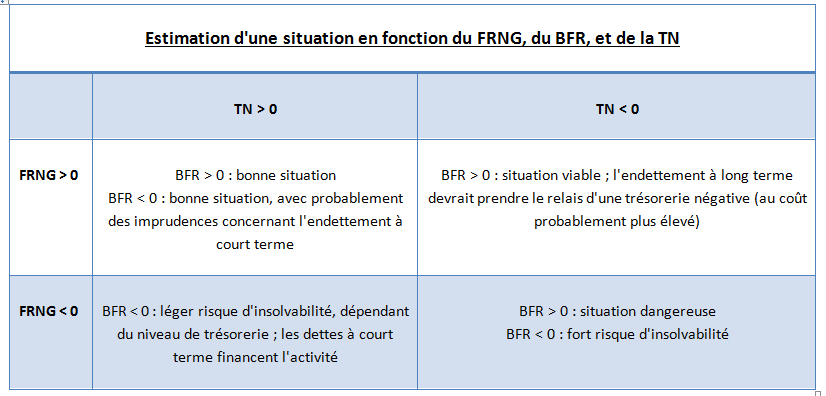 Estimation d'une situation en fonction du FRNG, du BFR, et de la TN
TN > 0
TN < 0
FRNG > 0
BFR > 0 : bonne situation
BFR < 0 : bonne situation, avec probablement
des imprudences concernant l'endettement à
court terme
BFR > 0 : situation viable ; l'endettement à long terme
devrait prendre le relais d'une trésorerie négative (au coût
probablement plus élevé)
FRNG < 0
BFR < 0 : léger risque d'insolvabilité, dépendant
du niveau de trésorerie ; les dettes à court
terme financent l'activité
BFR > 0 : situation dangereuse
BFR < 0 : fort risque d'insolvabilité